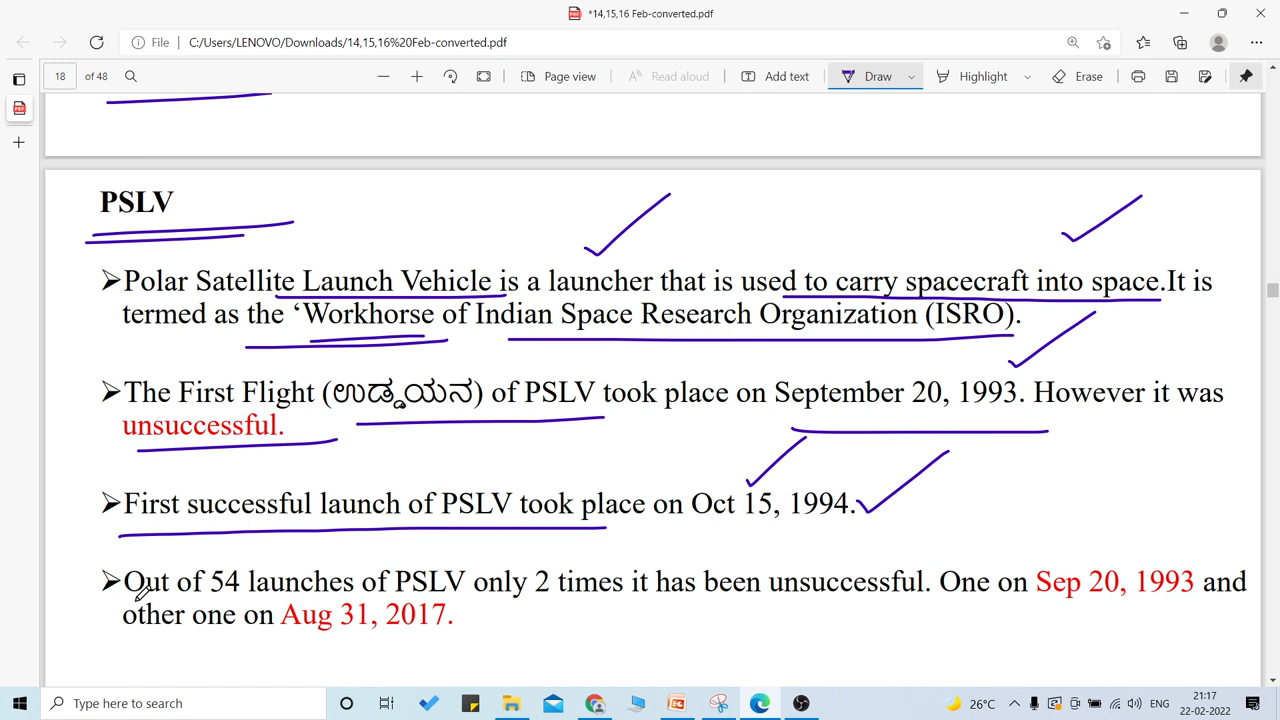 *14,15,16 Feb-converted.pdf
File C:/Users/LENOVO/Downloads/14,15,16%20Feb-converted.pdf
18 of 48 Page view Read aloud Add text Draw Highlight Erase
PSLV
➢Polar Satellite Launch Vehicle is a launcher that is used to carry spacecraft into space.It is
termed as the ‘Workhorse of Indian Space Research Organization (ISRO).
➢The First Flight (ಉಡ್ಡಯನ) of PSLV took place on September 20, 1993. However it was
unsuccessful.
➢First successful launch of PSLV took place on Oct 15, 1994.
➢Out of 54 launches of PSLV only 2 times it has been unsuccessful. One on Sep 20, 1993 and
other one on Aug 31, 2017.
Type here to search 26°C ENG 21:17
22-02-2022